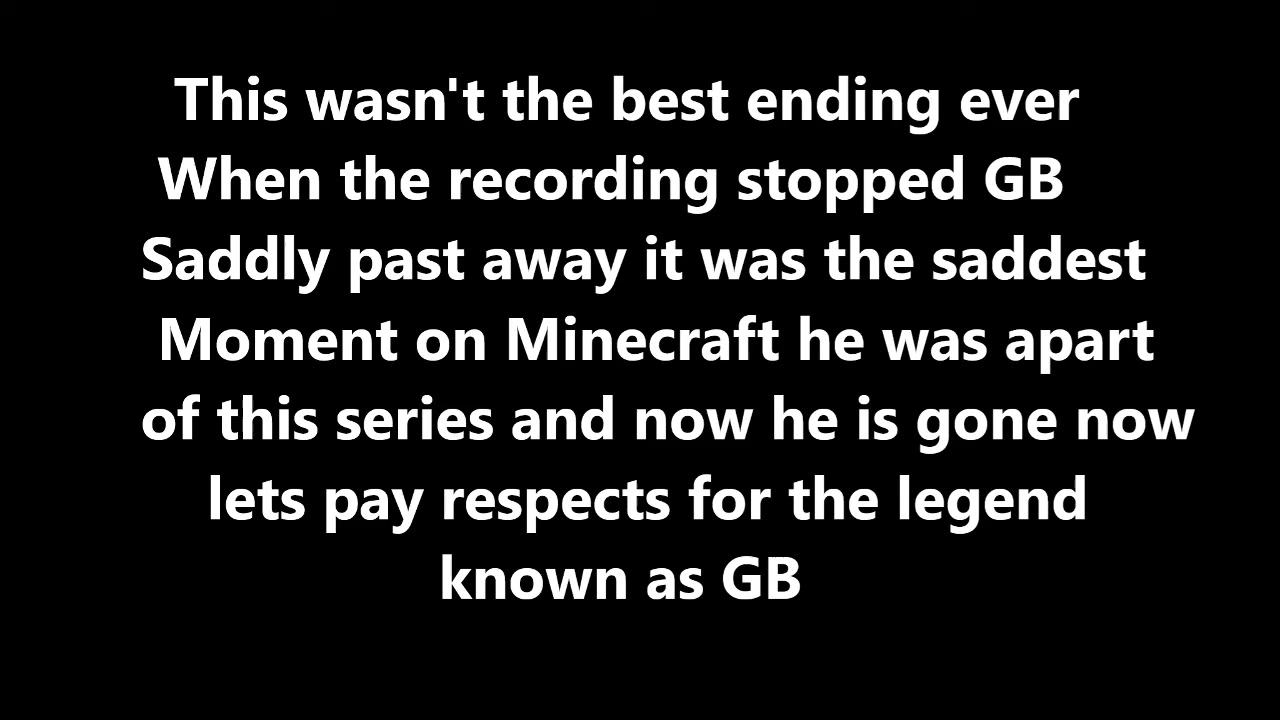 This wasn't the best ending ever
When the recording stopped GB
Saddly past away it was the saddest
Moment on Minecraft he was apart
of this series and now he is gone now
lets pay respects for the legend
known as GB